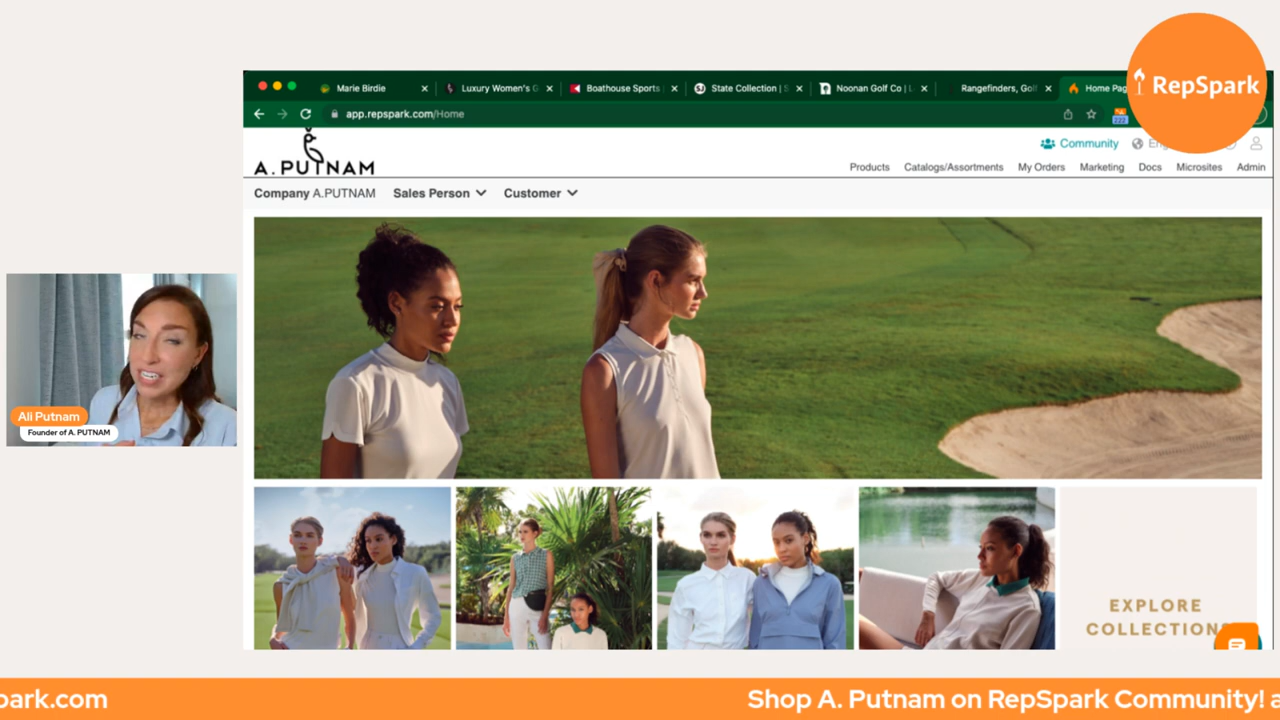 RepSpark
Marie Birdie
Luxury Women's G
Boathouse Sports
State Collection | S
Noonan Golf Co | L
Rangefinders, Gol
Home Pag
app.repspark.com/Home
A.PUTNAM
Community
Eng
Products Catalogs/Assortments My Orders Marketing Docs Microsites Admin
Company A.PUTNAM Sales Person Customer
Ali Putnam
Founder of A. PUTNAM
EXPLORE
COLLECTIONS
park.com
Shop A. Putnam on RepSpark Community! a